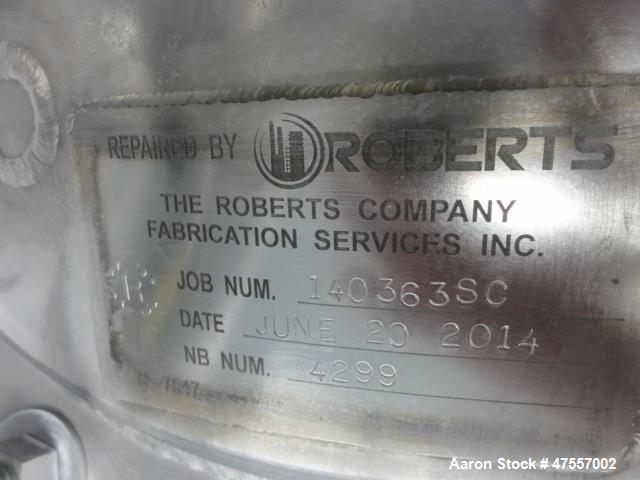 REPAIRED BY ROBERTS
THE ROBERTS COMPANY
FABRICATION SERVICES INC.
R
JOB NUM. 140363SC
DATE JUNE 20 2014
NB NUM. 4299
Aaron Stock # 47557002